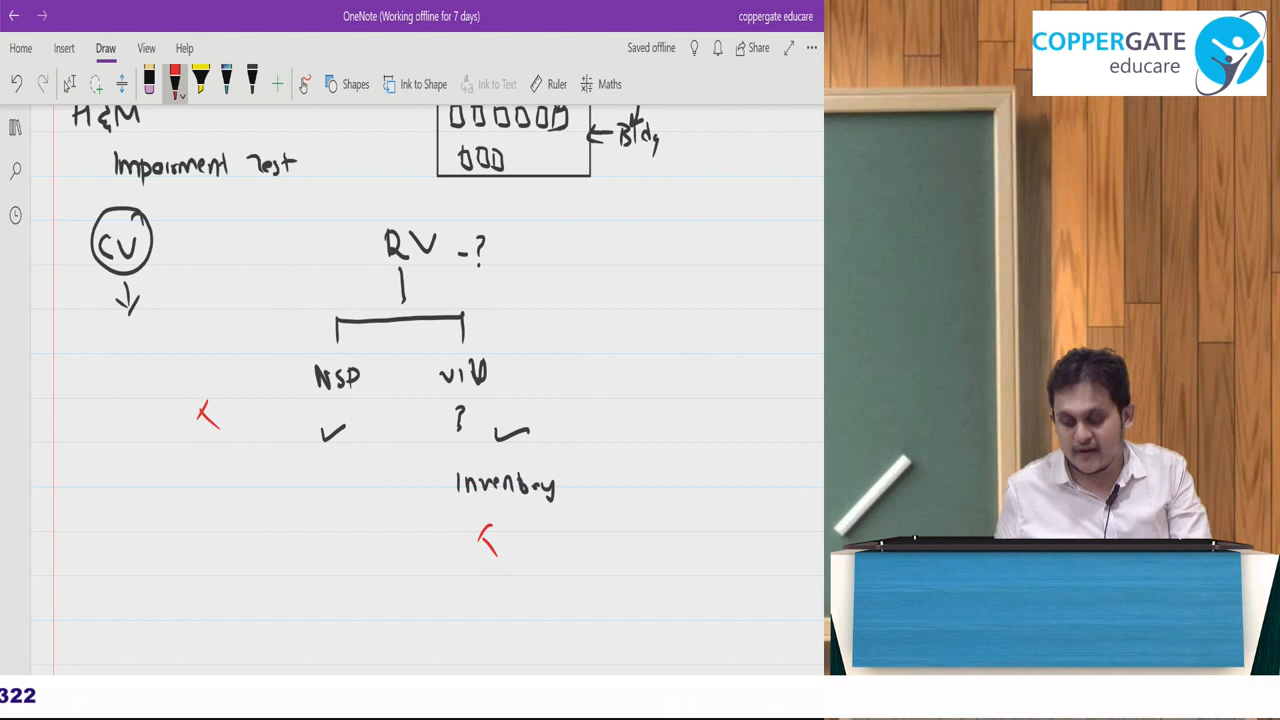 OneNote (Working offline for 7 days)
coppergate educare
Home Insert Draw View Help
Saved offline
Share
Shapes
Ink to Shape
Ink to Text
Ruler
Maths
COPPERGATE
educare
H&M
Bldg
Impairment Test
CV
RV - ?
NSP
VIU
?
Inventory
322